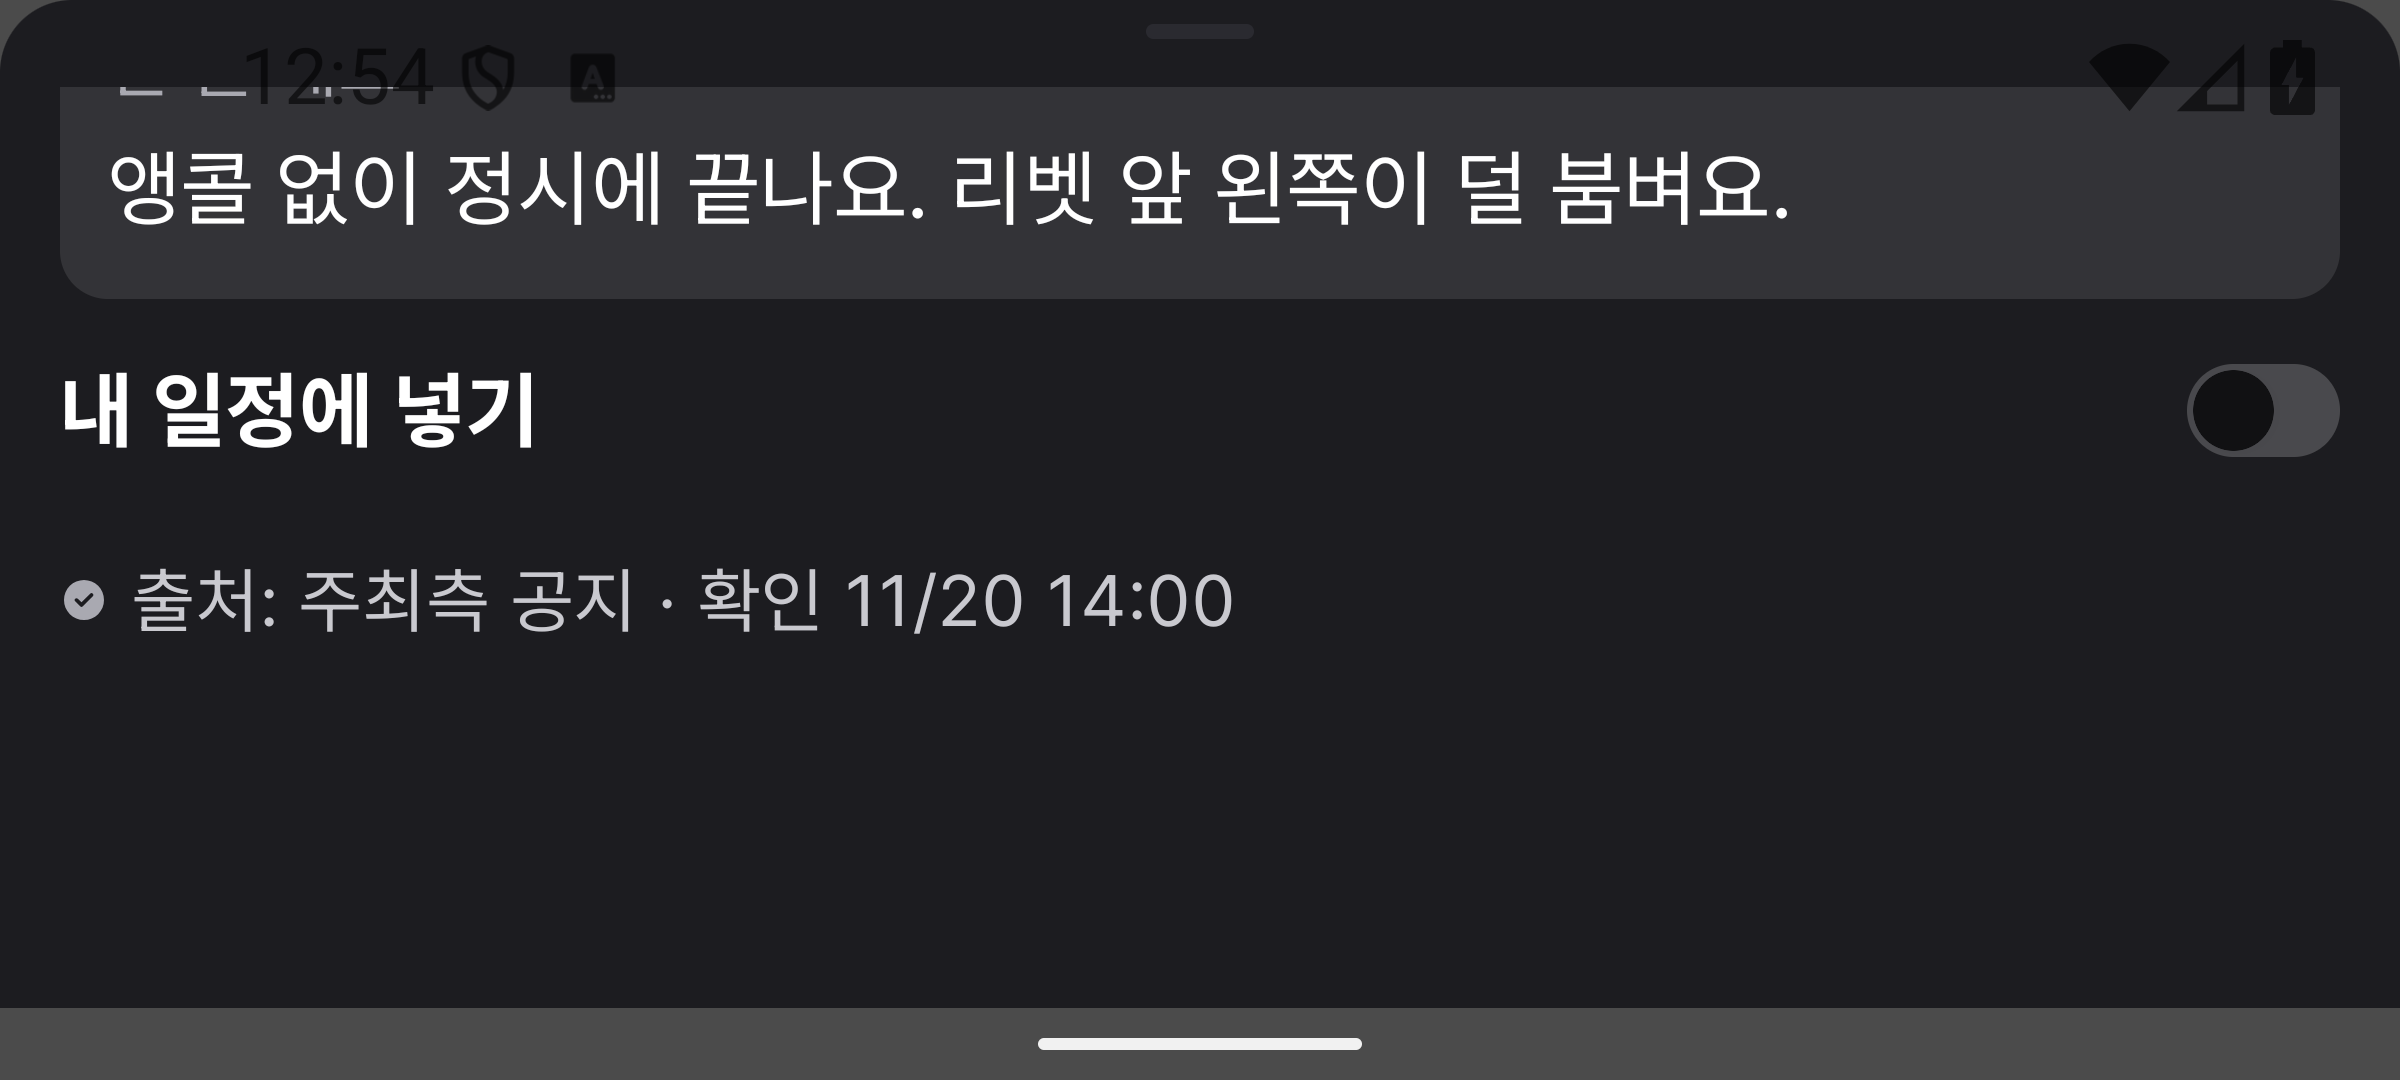 12:54
앵콜 없이 정시에 끝나요. 리벳 앞 왼쪽이 덜 붐벼요.
내 일정에 넣기
출처: 주최측 공지 · 확인 11/20 14:00